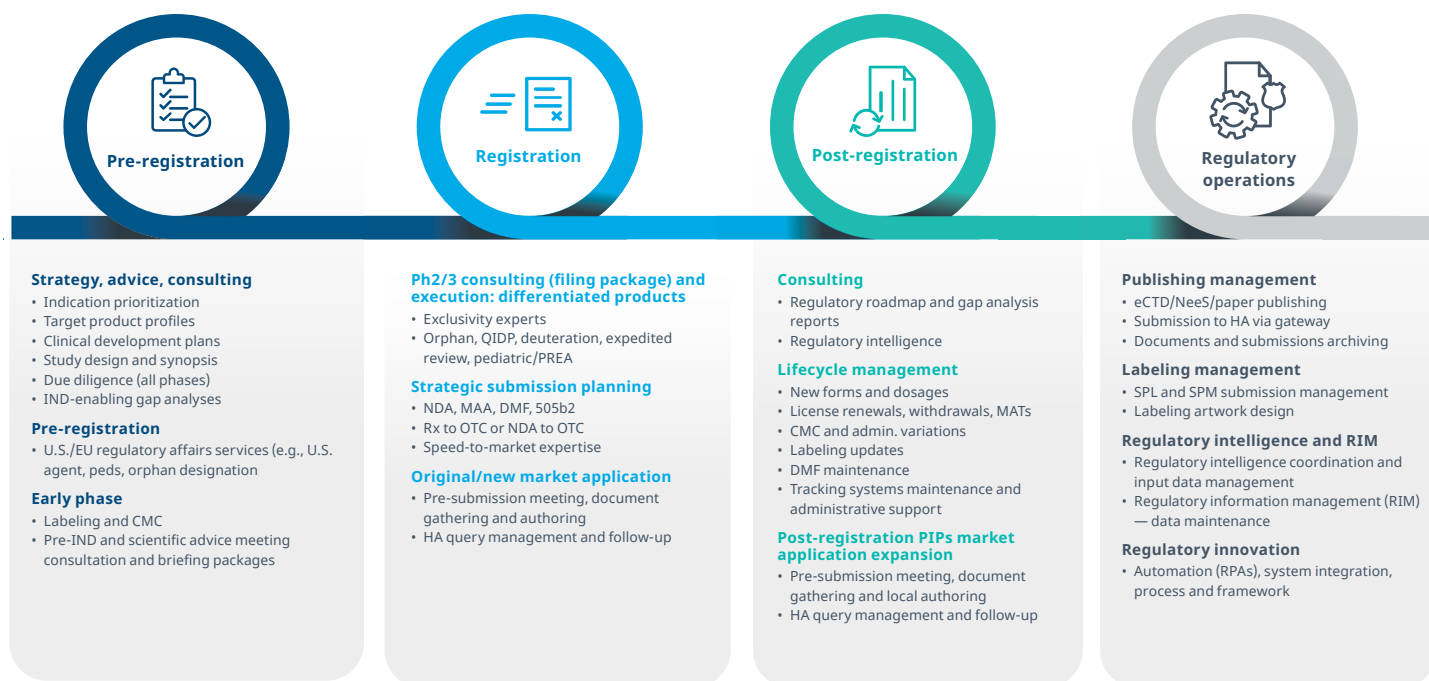 Pre-registration
Registration
Post-registration
Regulatory
operations
Strategy, advice, consulting
• Indication prioritization
• Target product profiles
• Clinical development plans
• Study design and synopsis
• Due diligence (all phases)
• IND-enabling gap analyses
Pre-registration
• U.S./EU regulatory affairs services (e.g., U.S.
agent, peds, orphan designation
Early phase
• Labeling and CMC
• Pre-IND and scientific advice meeting
consultation and briefing packages
Ph2/3 consulting (filing package) and
execution: differentiated products
• Exclusivity experts
• Orphan, QIDP, deuteration, expedited
review, pediatric/PREA
Strategic submission planning
• NDA, MAA, DMF, 505b2
• Rx to OTC or NDA to OTC
• Speed-to-market expertise
Original/new market application
• Pre-submission meeting, document
gathering and authoring
• HA query management and follow-up
Consulting
• Regulatory roadmap and gap analysis
reports
• Regulatory intelligence
Lifecycle management
• New forms and dosages
• License renewals, withdrawals, MATs
• CMC and admin. variations
• Labeling updates
• DMF maintenance
• Tracking systems maintenance and
administrative support
Post-registration PIPs market
application expansion
• Pre-submission meeting, document
gathering and local authoring
• HA query management and follow-up
Publishing management
• eCTD/NeeS/paper publishing
• Submission to HA via gateway
• Documents and submissions archiving
Labeling management
• SPL and SPM submission management
• Labeling artwork design
Regulatory intelligence and RIM
• Regulatory intelligence coordination and
input data management
• Regulatory information management (RIM)
— data maintenance
Regulatory innovation
• Automation (RPAs), system integration,
process and framework